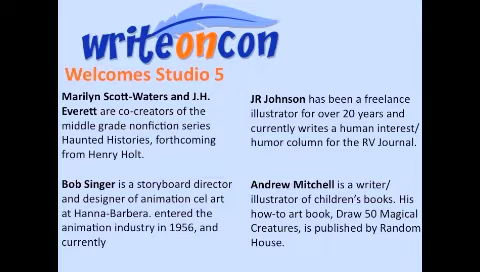 writeoncon
Welcomes Studio 5
Marilyn Scott-Waters and J.H.
Everett are co-creators of the
middle grade nonfiction series
Haunted Histories, forthcoming
from Henry Holt.
Bob Singer is a storyboard director
and designer of animation cel art
at Hanna-Barbera. entered the
animation industry in 1956, and
currently
JR Johnson has been a freelance
illustrator for over 20 years and
currently writes a human interest/
humor column for the RV Journal.
Andrew Mitchell is a writer/
illustrator of children's books. His
how-to art book, Draw 50 Magical
Creatures, is published by Random
House.